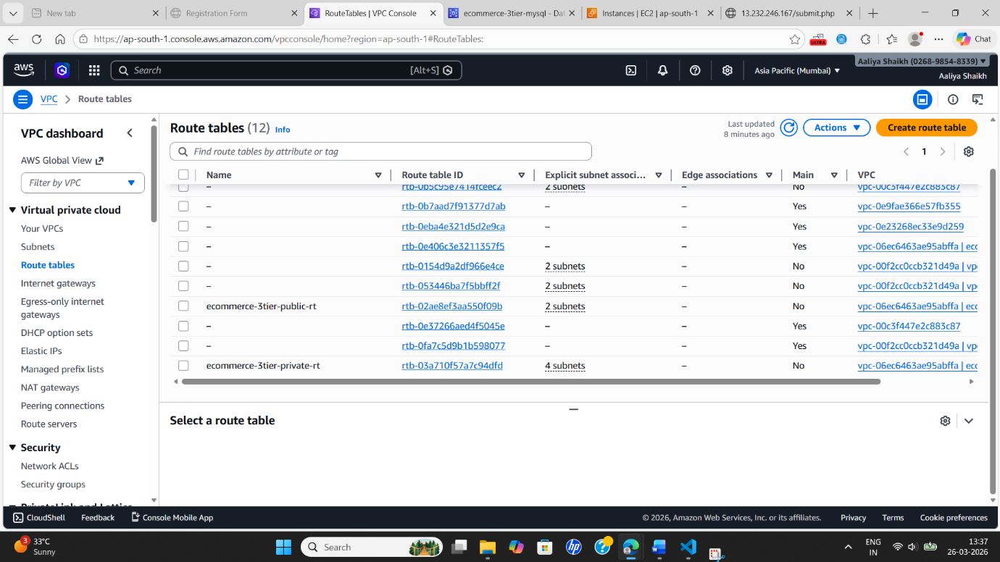 New tab
Registration Form
RouteTables | VPC Console
ecommerce-3tier-mysql - Dat
Instances | EC2 | ap-south-1
13.232.246.167/submit.php
https://ap-south-1.console.aws.amazon.com/vpcconsole/home?region=ap-south-1#RouteTables:
ULTRA
Chat
aws
Search
[Alt+S]
Asia Pacific (Mumbai)
Aaliya Shaikh (0268-9854-8339)
Aaliya Shaikh
VPC
Route tables
VPC dashboard
AWS Global View
Filter by VPC
Virtual private cloud
Your VPCs
Subnets
Route tables
Internet gateways
Egress-only internet
gateways
DHCP option sets
Elastic IPs
Managed prefix lists
NAT gateways
Peering connections
Route servers
Security
Network ACLs
Security groups
PrivateLink and Lattice
Route tables (12) Info
Last updated
8 minutes ago
Actions
Create route table
Find route tables by attribute or tag
1
Name Route table ID Explicit subnet associ... Edge associations Main VPC
– rtb-0b5c95e7414fceec2 2 subnets – No vpc-00c3f447e2c883c87
– rtb-0b7aad7f91377d7ab – – Yes vpc-0e9fae366e57fb355
– rtb-0eba4e321d5d2e9ca – – Yes vpc-0e23268ec33e9d259
– rtb-0e406c3e3211357f5 – – Yes vpc-06ec6463ae95abffa | eco
– rtb-0154d9a2df966e4ce 2 subnets – No vpc-00f2cc0ccb321d49a | vpc
– rtb-053446ba7f5bbff2f 2 subnets – No vpc-00f2cc0ccb321d49a | vpc
ecommerce-3tier-public-rt rtb-02ae8ef3aa550f09b 2 subnets – No vpc-06ec6463ae95abffa | eco
– rtb-0e37266aed4f5045e – – Yes vpc-00c3f447e2c883c87
– rtb-0fa7c5d9b1b598077 – – Yes vpc-00f2cc0ccb321d49a | vpc
ecommerce-3tier-private-rt rtb-03a710f57a7c94dfd 4 subnets – No vpc-06ec6463ae95abffa | eco
Select a route table
CloudShell
Feedback
Console Mobile App
© 2026, Amazon Web Services, Inc. or its affiliates.
Privacy
Terms
Cookie preferences
3
33°C
Sunny
Search
hp
ENG
IN
13:37
26-03-2026